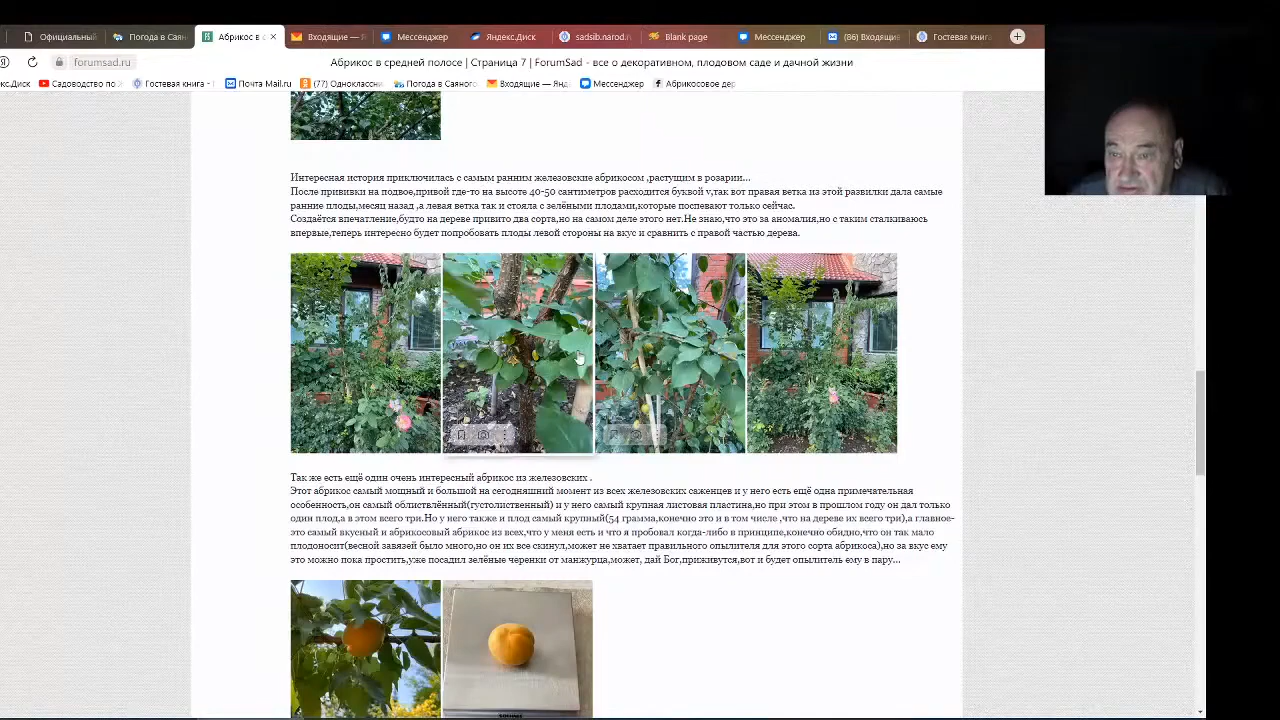 Официальный
Погода в Саян
Абрикос в с
Входящие —
Мессенджер
Яндекс.Диск
sadsib.narod.r
Blank page
Мессенджер
(86) Входящи
Гостевая книга
forumsad.ru
Абрикос в средней полосе | Страница 7 | ForumSad - все о декоративном, плодовом саде и дачной жизни
кс.Диск
Садоводство по
Гостевая книга -
Почта Mail.ru
(77) Одноклассн
Погода в Саяного
Входящие — Янд
Мессенджер
Абрикосовое дер
Интересная история приключилась с самым ранним железовские абрикосом ,растущим в розарии...
После прививки на подвое,привой где-то на высоте 40-50 сантиметров расходится буквой v,так вот правая ветка из этой развилки дала самые
ранние плоды,месяц назад ,а левая ветка так и стояла с зелёными плодами,которые поспевают только сейчас.
Создаётся впечатление,будто на дереве привито два сорта,но на самом деле этого нет.Не знаю,что это за аномалия,но с таким сталкиваюсь
впервые,теперь интересно будет попробовать плоды левой стороны на вкус и сравнить с правой частью дерева.
Так же есть ещё один очень интересный абрикос из железовских .
Этот абрикос самый мощный и большой на сегодняшний момент из всех железовских саженцев и у него есть ещё одна примечательная
особенность,он самый облиствлённый(густолиственный) и у него самый крупная листовая пластина,но при этом в прошлом году он дал только
один плод,а в этом всего три.Но у него также и плод самый крупный(54 грамма,конечно это и в том числе ,что на дереве их всего три),а главное-
это самый вкусный и абрикосовый абрикос из всех,что у меня есть и что я пробовал когда-либо в принципе,конечно обидно,что он так мало
плодоносит(весной завязей было много,но он их все скинул,может не хватает правильного опылителя для этого сорта абрикоса),но за вкус ему
это можно пока простить,уже посадил зелёные черенки от манжурца,может, дай Бог,приживутся,вот и будет опылитель ему в пару...